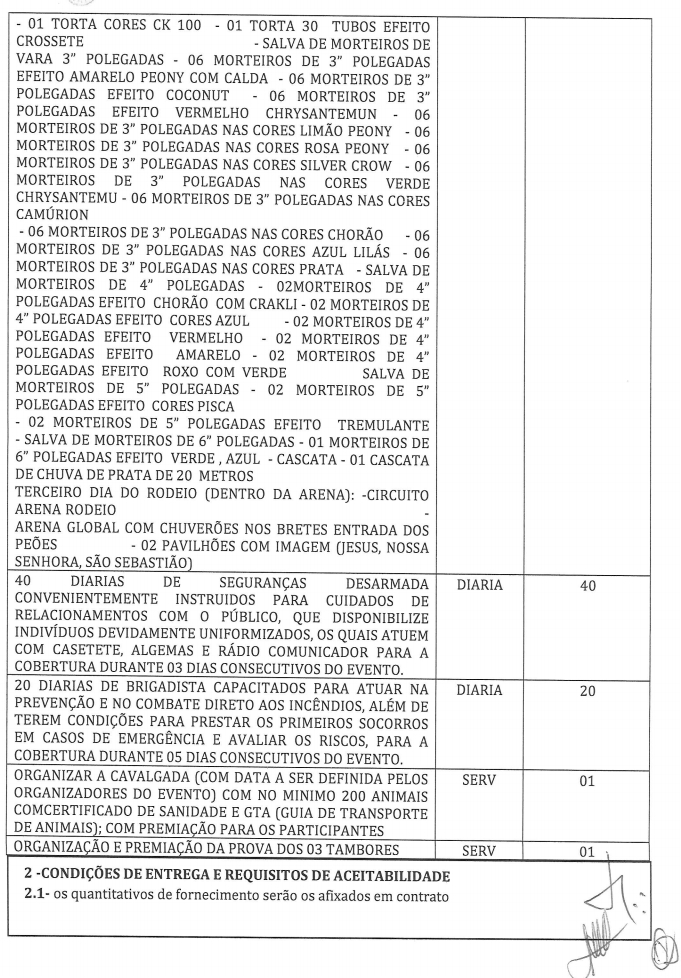 - 01 TORTA CORES CK 100 - 01 TORTA 30 TUBOS EFEITO
CROSSETE - SALVA DE MORTEIROS DE
VARA 3” POLEGADAS - 06 MORTEIROS DE 3” POLEGADAS
EFEITO AMARELO PEONY COM CALDA - 06 MORTEIROS DE 3”
POLEGADAS EFEITO COCONUT - 06 MORTEIROS DE 3”
POLEGADAS EFEITO VERMELHO CHRYSANTEMUN - 06
MORTEIROS DE 3” POLEGADAS NAS CORES LIMÃO PEONY - 06
MORTEIROS DE 3” POLEGADAS NAS CORES ROSA PEONY - 06
MORTEIROS DE 3” POLEGADAS NAS CORES SILVER CROW - 06
MORTEIROS DE 3” POLEGADAS NAS CORES VERDE
CHRYSANTEMU - 06 MORTEIROS DE 3” POLEGADAS NAS CORES
CAMÚRION
- 06 MORTEIROS DE 3” POLEGADAS NAS CORES CHORÃO - 06
MORTEIROS DE 3” POLEGADAS NAS CORES AZUL LILÁS - 06
MORTEIROS DE 3” POLEGADAS NAS CORES PRATA - SALVA DE
MORTEIROS DE 4” POLEGADAS - 02MORTEIROS DE 4”
POLEGADAS EFEITO CHORÃO COM CRAKLI - 02 MORTEIROS DE
4” POLEGADAS EFEITO CORES AZUL - 02 MORTEIROS DE 4”
POLEGADAS EFEITO VERMELHO - 02 MORTEIROS DE 4”
POLEGADAS EFEITO AMARELO - 02 MORTEIROS DE 4”
POLEGADAS EFEITO ROXO COM VERDE SALVA DE
MORTEIROS DE 5” POLEGADAS - 02 MORTEIROS DE 5”
POLEGADAS EFEITO CORES PISCA
- 02 MORTEIROS DE 5” POLEGADAS EFEITO TREMULANTE
- SALVA DE MORTEIROS DE 6” POLEGADAS - 01 MORTEIROS DE
6” POLEGADAS EFEITO VERDE , AZUL - CASCATA - 01 CASCATA
DE CHUVA DE PRATA DE 20 METROS
TERCEIRO DIA DO RODEIO (DENTRO DA ARENA): -CIRCUITO
ARENA RODEIO -
ARENA GLOBAL COM CHUVERÕES NOS BRETES ENTRADA DOS
PEÕES - 02 PAVILHÕES COM IMAGEM (JESUS, NOSSA
SENHORA, SÃO SEBASTIÃO)
40 DIARIAS DE SEGURANÇAS DESARMADA DIARIA 40
CONVENIENTEMENTE INSTRUIDOS PARA CUIDADOS DE
RELACIONAMENTOS COM O PÚBLICO, QUE DISPONIBILIZE
INDIVÍDUOS DEVIDAMENTE UNIFORMIZADOS, OS QUAIS ATUEM
COM CASETETE, ALGEMAS E RÁDIO COMUNICADOR PARA A
COBERTURA DURANTE 03 DIAS CONSECUTIVOS DO EVENTO.
20 DIARIAS DE BRIGADISTA CAPACITADOS PARA ATUAR NA DIARIA 20
PREVENÇÃO E NO COMBATE DIRETO AOS INCÊNDIOS, ALÉM DE
TEREM CONDIÇÕES PARA PRESTAR OS PRIMEIROS SOCORROS
EM CASOS DE EMERGÊNCIA E AVALIAR OS RISCOS, PARA A
COBERTURA DURANTE 05 DIAS CONSECUTIVOS DO EVENTO.
ORGANIZAR A CAVALGADA (COM DATA A SER DEFINIDA PELOS SERV 01
ORGANIZADORES DO EVENTO) COM NO MINIMO 200 ANIMAIS
COMCERTIFICADO DE SANIDADE E GTA (GUIA DE TRANSPORTE
DE ANIMAIS); COM PREMIAÇÃO PARA OS PARTICIPANTES
ORGANIZAÇÃO E PREMIAÇÃO DA PROVA DOS 03 TAMBORES SERV 01
2 -CONDIÇÕES DE ENTREGA E REQUISITOS DE ACEITABILIDADE
2.1- os quantitativos de fornecimento serão os afixados em contrato